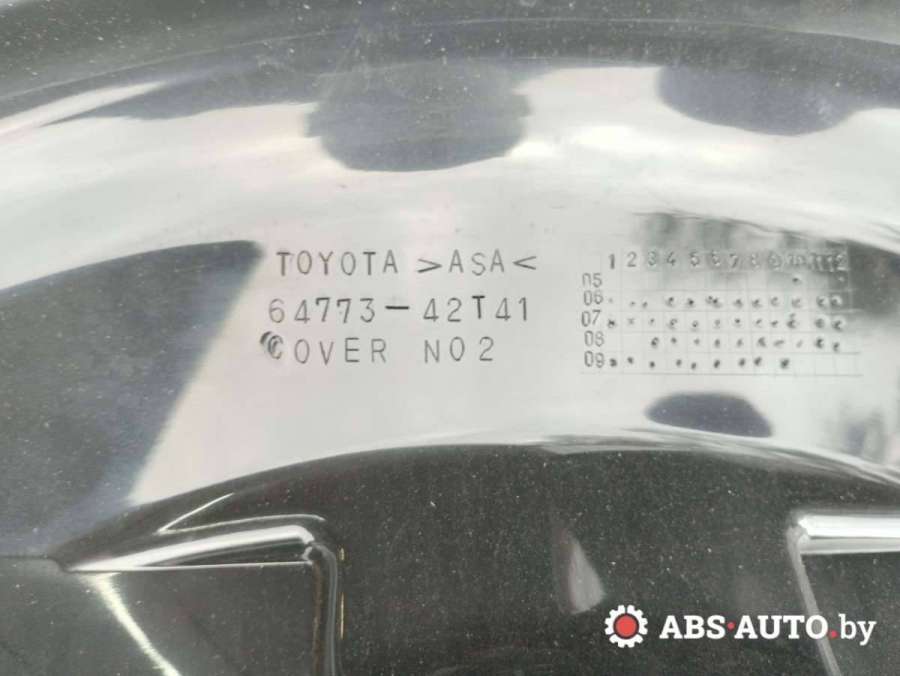 TOYOTA >ASA<
64773-42T41
COVER NO2
1 2 3 4 5 6 7 8 9 10 11 12
05
06
07
08
09
ABS·AUTO.by